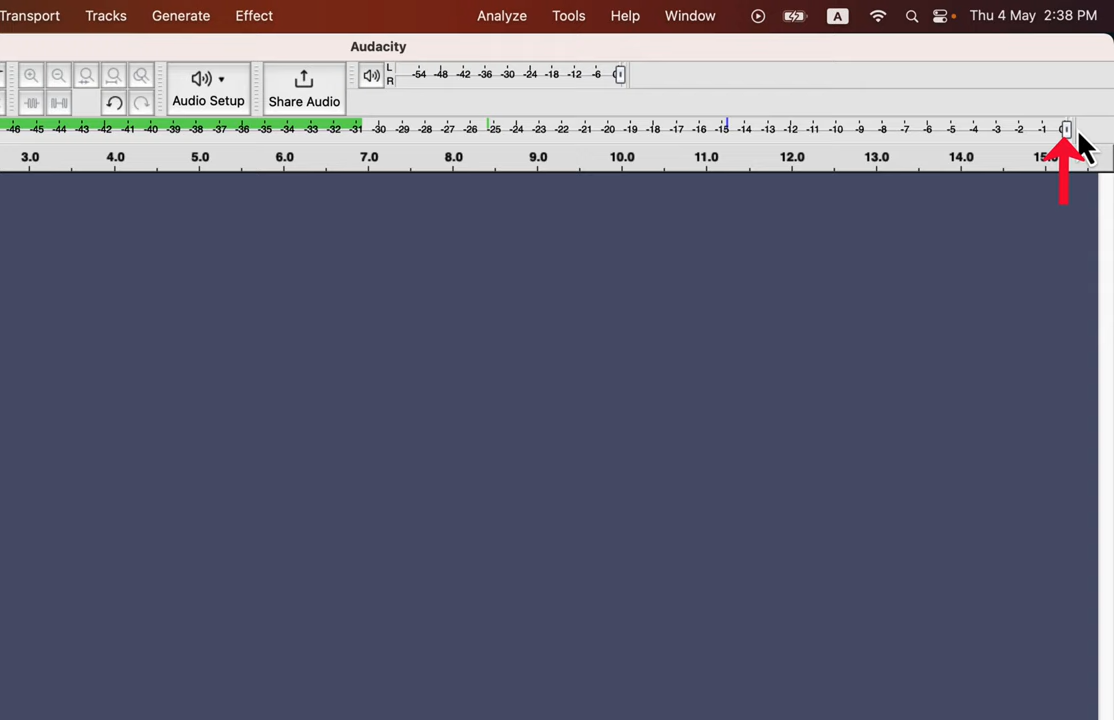 Transport Tracks Generate Effect Analyze Tools Help Window A Thu 4 May 2:38 PM
Audacity
L
R
-54 -48 -42 -36 -30 -24 -18 -12 -6
Audio Setup
Share Audio
-46 -45 -44 -43 -42 -41 -40 -39 -38 -37 -36 -35 -34 -33 -32 -31 -30 -29 -28 -27 -26 -25 -24 -23 -22 -21 -20 -19 -18 -17 -16 -15 -14 -13 -12 -11 -10 -9 -8 -7 -6 -5 -4 -3 -2 -1
3.0 4.0 5.0 6.0 7.0 8.0 9.0 10.0 11.0 12.0 13.0 14.0 15.0